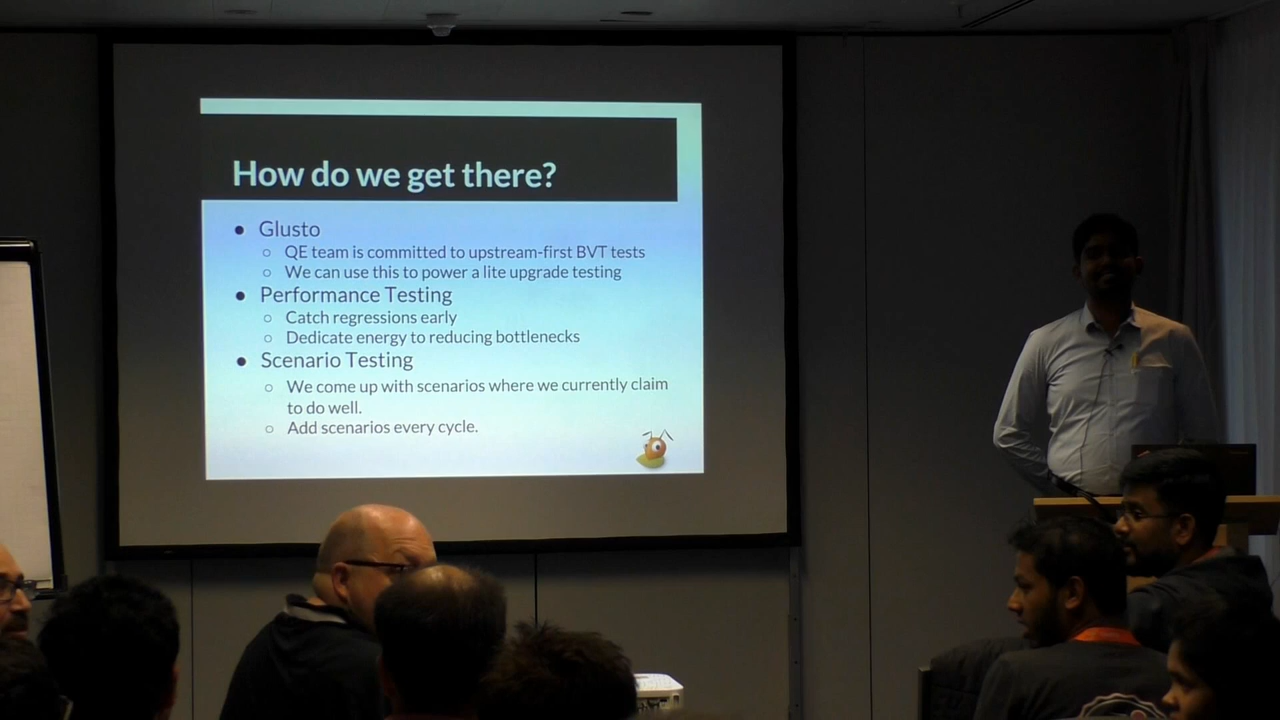 How do we get there?
● Glusto
○ QE team is committed to upstream-first BVT tests
○ We can use this to power a lite upgrade testing
● Performance Testing
○ Catch regressions early
○ Dedicate energy to reducing bottlenecks
● Scenario Testing
○ We come up with scenarios where we currently claim
to do well.
○ Add scenarios every cycle.